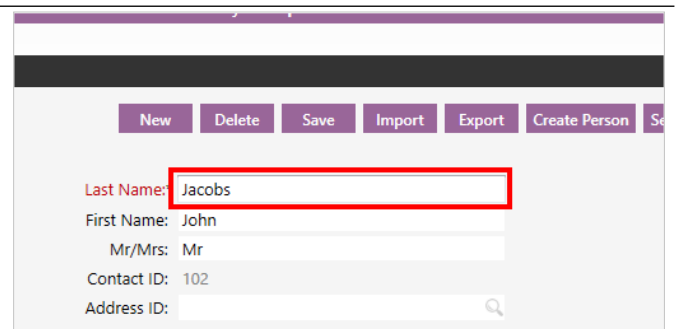 New Delete Save Import Export Create Person
Last Name:* Jacobs
First Name: John
Mr/Mrs: Mr
Contact ID: 102
Address ID: